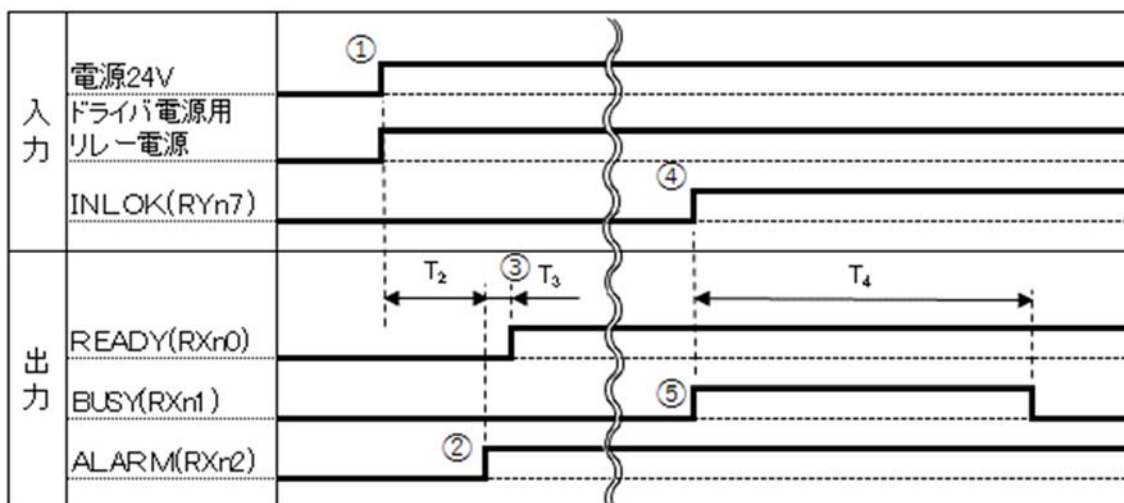 入力
電源24V
ドライバ電源用
リレー電源
INLOK(RYn7)
①
④
出力
READY(RXn0)
BUSY(RXn1)
ALARM(RXn2)
T₂
③
T₃
T₄
⑤
②